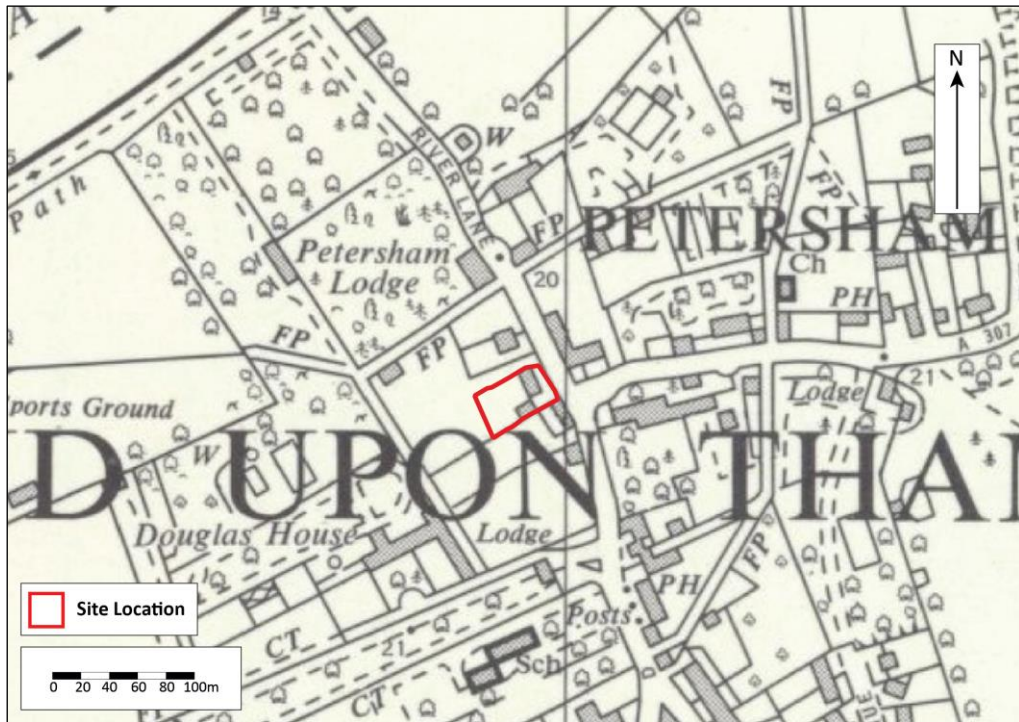 14
N
Path
RIVER LANE
W
FP
FP
PETERSHAM
Petersham
Lodge
FP
20
Ch
PH
A 307
FP
FP
Lodge
21
ports Ground
D UPON THA
W
Douglas House
Lodge
FP
PH
Posts
CT
21
Sch
CT
Site Location
0 20 40 60 80 100m